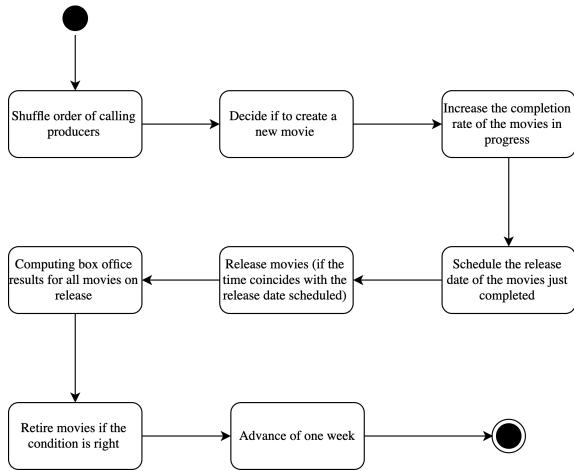 Shuffle order of calling
producers
Decide if to create a
new movie
Increase the completion
rate of the movies in
progress
Computing box office
results for all movies on
release
Release movies (if the
time coincides with the
release date scheduled)
Schedule the release
date of the movies just
completed
Retire movies if the
condition is right
Advance of one week